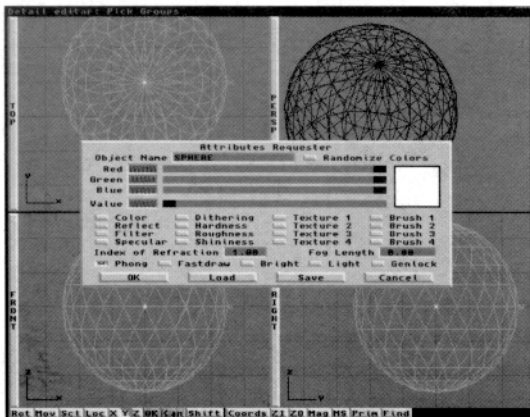 Detail editor: Pick Groups
TOP
PERSP
Attributes Requester
Object Name SPHERE Randomize Colors
Red
Green
Blue
Value
Color Dithering Texture 1 Brush 1
Reflect Hardness Texture 2 Brush 2
Filter Roughness Texture 3 Brush 3
Specular Shininess Texture 4 Brush 4
Index of Refraction 1.00 Fog Length 0.00
Phong Fastdraw Bright Light Genlock
OK Load Save Cancel
FRONT
RIGHT
Rot Mov Scl Loc X Y Z OK Can Shift Coords Z1 Z0 Mag MS Prim Find